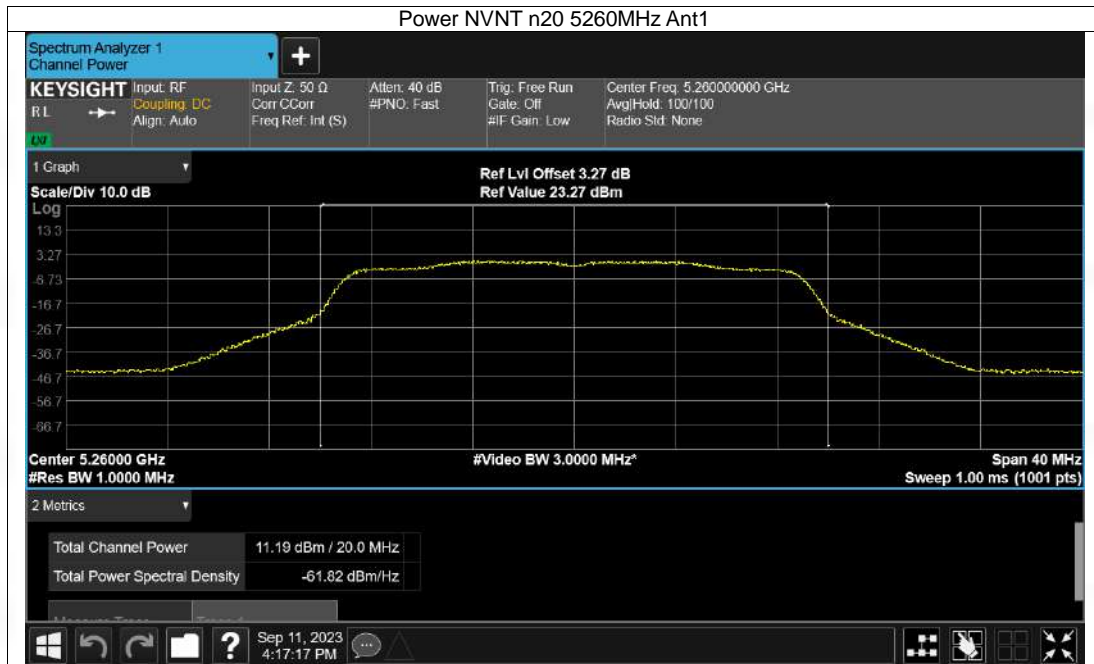 Power NVNT n20 5260MHz Ant1
Spectrum Analyzer 1
Channel Power
+
KEYSIGHT
R L
LXI
Input: RF
Coupling: DC
Align: Auto
Input Z: 50 Ω
Corr CCorr
Freq Ref: Int (S)
Atten: 40 dB
#PNO: Fast
Trig: Free Run
Gate: Off
#IF Gain: Low
Center Freq: 5.260000000 GHz
Avg|Hold: 100/100
Radio Std: None
1 Graph
Scale/Div 10.0 dB
Ref Lvl Offset 3.27 dB
Ref Value 23.27 dBm
Log
13.3
3.27
-6.73
-16.7
-26.7
-36.7
-46.7
-56.7
-66.7
Center 5.26000 GHz
#Video BW 3.0000 MHz*
Span 40 MHz
#Res BW 1.0000 MHz
Sweep 1.00 ms (1001 pts)
2 Metrics
Total Channel Power 11.19 dBm / 20.0 MHz
Total Power Spectral Density -61.82 dBm/Hz
?
Sep 11, 2023
4:17:17 PM